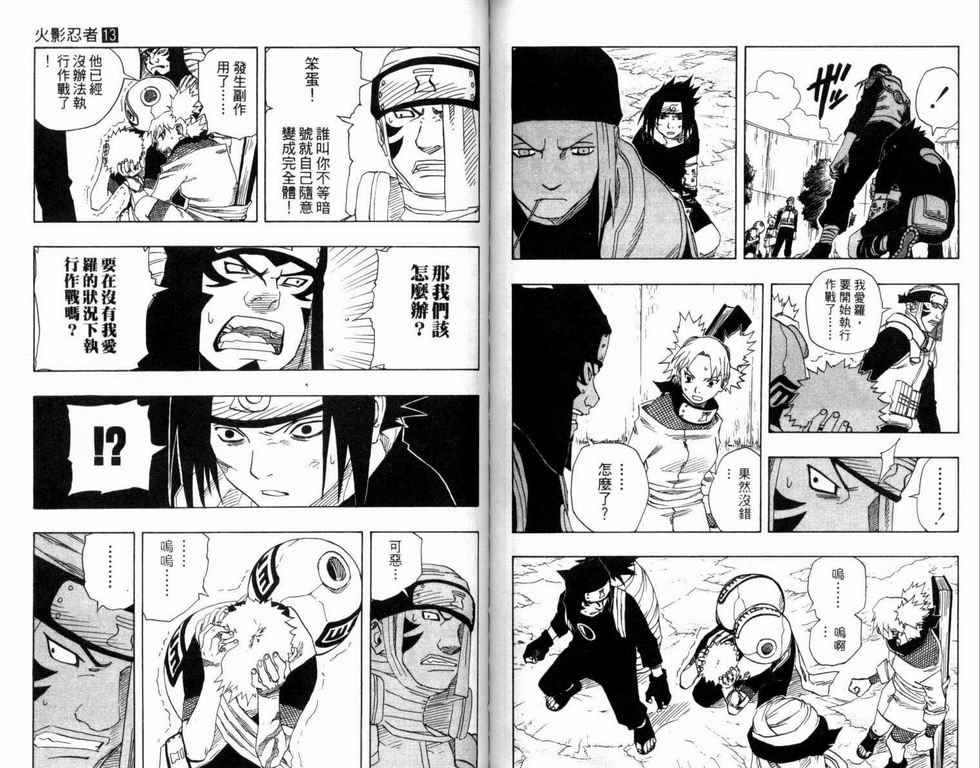 火影忍者 13
!
ザッ
我愛羅，
要開始執行
作戰了……
……!
果然沒錯
……
……
怎麼了?
嗚……
……嗚啊
笨蛋!
誰叫你不等暗
號就自己隨意
變成完全體!
發生副作
用了……
他已經
沒辦法執
行作戰了
!
那我們該
怎麼辦?
要在沒有我愛
羅的狀況下執
行作戰嗎?
!?
可惡…
嗚嗚
嗚……
……